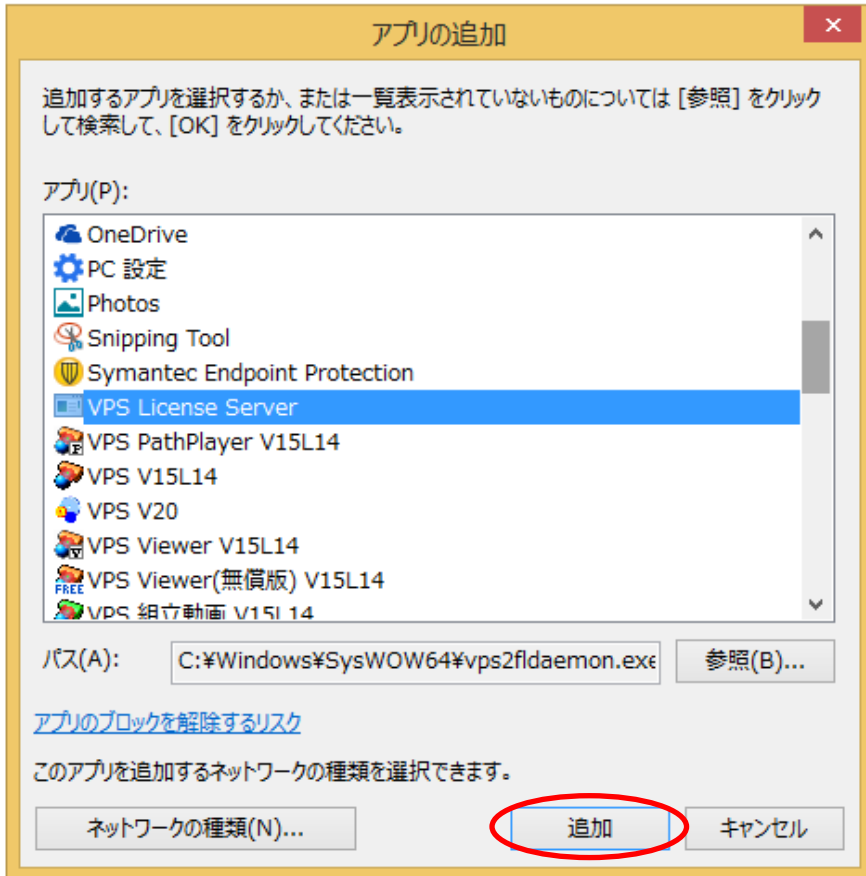 アプリの追加
追加するアプリを選択するか、または一覧表示されていないものについては [参照] をクリック
して検索して、[OK] をクリックしてください。
アプリ(P):
OneDrive
PC 設定
Photos
Snipping Tool
Symantec Endpoint Protection
VPS License Server
VPS PathPlayer V15L14
VPS V15L14
VPS V20
VPS Viewer V15L14
FREE VPS Viewer(無償版) V15L14
VPS 組立動画 V15L14
パス(A): C:¥Windows¥SysWOW64¥vps2fldaemon.exe 参照(B)...
アプリのブロックを解除するリスク
このアプリを追加するネットワークの種類を選択できます。
ネットワークの種類(N)... 追加 キャンセル